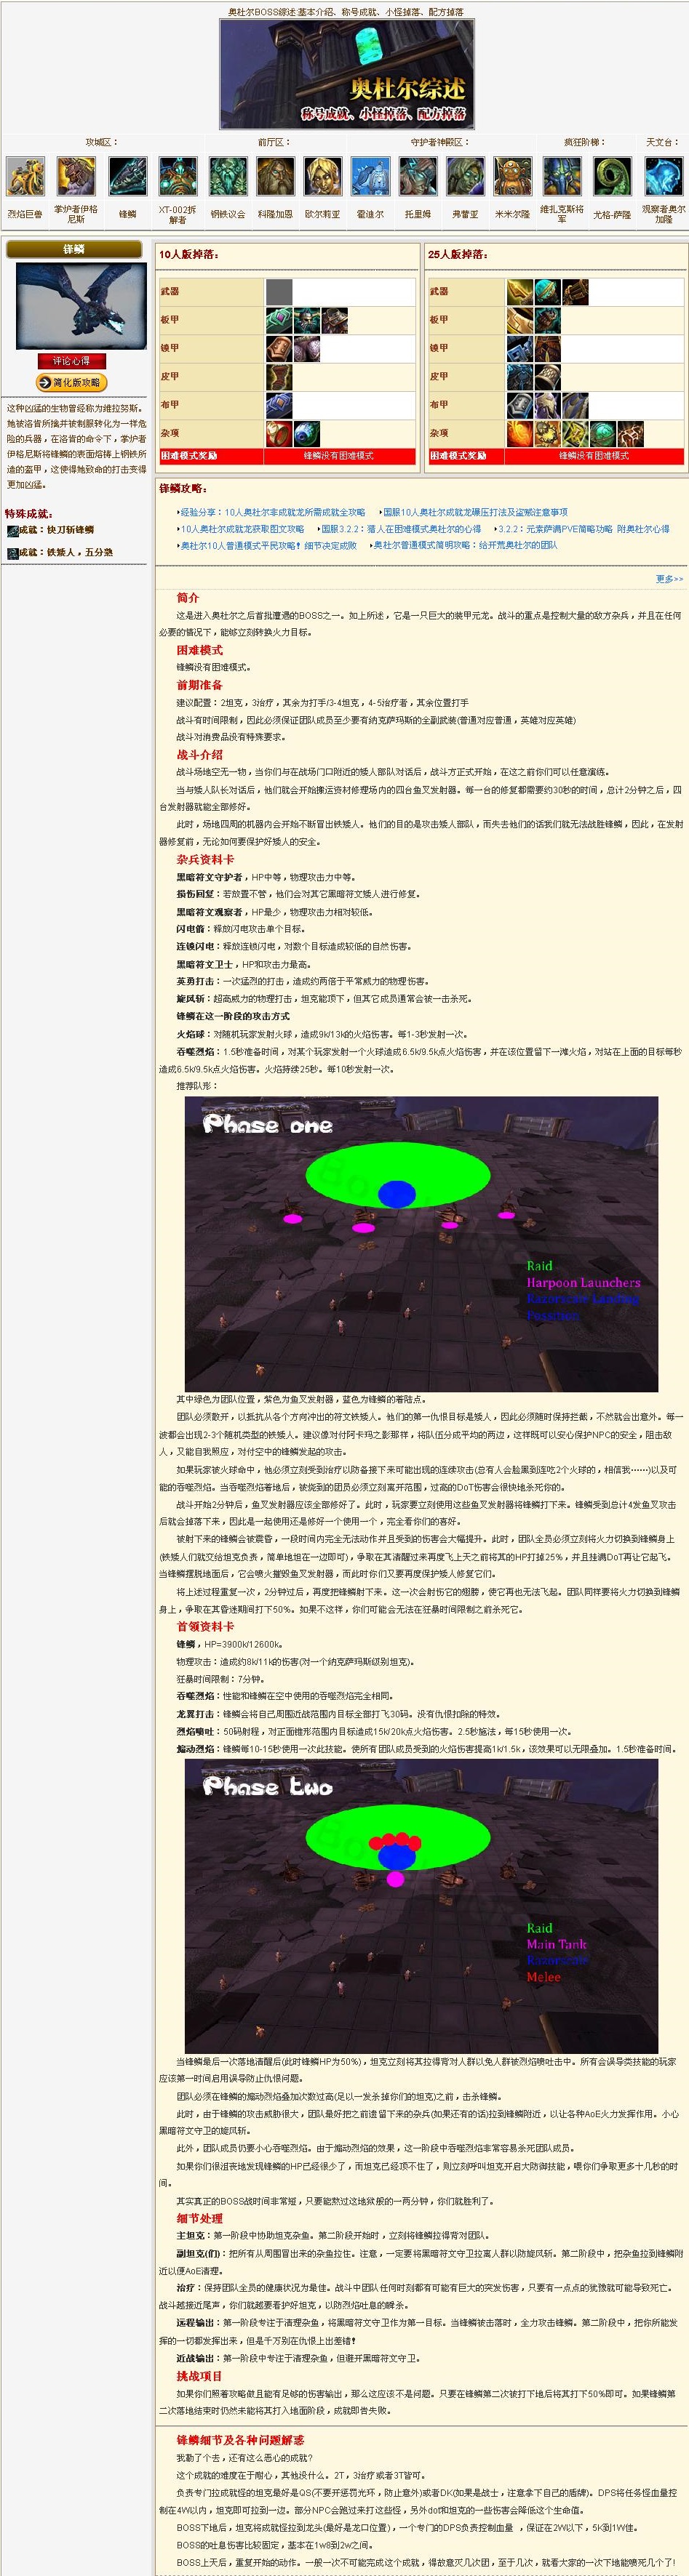 奥杜尔BOSS综述:基本介绍、称号成就、小怪掉落、配方掉落
奥杜尔综述
称号成就、小怪掉落、配方掉落
攻城区：
前厅区：
守护者神殿区：
疯狂阶梯：
天文台：
烈焰巨兽
掌炉者伊格尼斯
锋鳞
XT-002拆解者
钢铁议会
科隆加恩
欧尔莉亚
霍迪尔
托里姆
弗蕾亚
米米尔隆
维扎克斯将军
尤格-萨隆
观察者奥尔加隆
锋鳞
评论心得
简化版攻略
这种凶猛的生物曾经称为维拉努斯。
她被洛肯所擒并被制服转化为一样危
险的兵器，在洛肯的命令下，掌炉者
伊格尼斯将锋鳞的表面熔铸上钢铁所
造的盔甲，这使得她致命的打击变得
更加凶猛。
特殊成就：
成就：快刀斩锋鳞
成就：铁矮人，五分熟
10人版掉落：
武器
板甲
锁甲
皮甲
布甲
杂项
困难模式奖励
锋鳞没有困难模式
25人版掉落：
武器
板甲
锁甲
皮甲
布甲
杂项
困难模式奖励
锋鳞没有困难模式
锋鳞攻略：
经验分享：10人奥杜尔非成就龙所需成就全攻略
国服10人奥杜尔成就龙曝压打法及盗贼注意事项
10人奥杜尔成就龙获取图文攻略
国服3.2.2：猎人在困难模式奥杜尔的心得
3.2.2：元素萨满PVE简略功略 附奥杜尔心得
奥杜尔10人普通模式平民攻略！细节决定成败
奥杜尔普通模式简明攻略：给开荒奥杜尔的团队
更多>>
简介
这是进入奥杜尔之后首批遭遇的BOSS之一。如上所述，它是一只巨大的装甲元龙。战斗的重点是控制大量的敌方杂兵，并且在任何
必要的情况下，能够立刻转换火力目标。
困难模式
锋鳞没有困难模式。
前期准备
建议配置：2坦克，3治疗，其余为打手/3-4坦克，4-5治疗者，其余位置打手
战斗有时间限制，因此必须保证团队成员至少要有纳克萨玛斯的全副武装(普通对应普通，英雄对应英雄)
战斗对消费品没有特殊要求。
战斗介绍
战斗场地空无一物，当你们与在战场门口附近的矮人部队对话后，战斗方正式开始，在这之前你们可以任意演练。
当与矮人队长对话后，他们就会开始搬运资材修理场内的四台鱼叉发射器。每一台的修复都需要约30秒的时间，总计2分钟之后，四
台发射器就能全部修好。
此时，场地四周的机器内会开始不断冒出铁矮人。他们的目的是攻击矮人部队，而失去他们的话我们就无法战胜锋鳞，因此，在发射
器修复前，无论如何要保护好矮人的安全。
杂兵资料卡
黑暗符文守护者，HP中等，物理攻击力中等。
损伤回复：若放置不管，他们会对其它黑暗符文矮人进行修复。
黑暗符文观察者，HP最少，物理攻击力相对较低。
闪电箭：释放闪电攻击单个目标。
连锁闪电：释放连锁闪电，对数个目标造成较低的自然伤害。
黑暗符文卫士，HP和攻击力最高。
英勇打击：一次猛烈的打击，造成约两倍于平常威力的物理伤害。
旋风斩：超高威力的物理打击，坦克能顶下，但其它成员通常会被一击杀死。
锋鳞在这一阶段的攻击方式
火焰球：对随机玩家发射火球，造成9k/13k的火焰伤害。每1-3秒发射一次。
吞噬烈焰：1.5秒准备时间，对某个玩家发射一个火球造成6.5k/9.5k点火焰伤害，并在该位置留下一滩火焰，对站在上面的目标每秒
造成6.5k/9.5k点火焰伤害。火焰持续25秒。每10秒发射一次。
推荐队形：
Phase one
Raid
Harpoon Launchers
Razorscale Landing
Position
其中绿色为团队位置，紫色为鱼叉发射器，蓝色为锋鳞的着陆点。
团队必须散开，以抵抗从各个方向冲出的符文铁矮人。他们的第一仇恨目标是矮人，因此必须随时保持拦截，不然就会出意外。每一
波都会出现2-3个随机类型的铁矮人。建议像对付阿卡玛之影那样，将队伍分成平均的两边，这样既可以安心保护NPC的安全，阻击敌
人，又能自我照应，对付空中的锋鳞发起的攻击。
如果玩家被火球命中，他必须立刻受到治疗以防备接下来可能出现的连续攻击(总有人会脸黑到连吃2个火球的，相信我……)以及可
能的吞噬烈焰。当吞噬烈焰着地后，被烧到的团员必须立刻离开范围，过高的DoT伤害会很快地杀死你的。
战斗开始2分钟后，鱼叉发射器应该全部修好了。此时，玩家要立刻使用这些鱼叉发射器将锋鳞打下来。锋鳞受到总计4发鱼叉攻击
后就会掉落下来，因此是一起使用还是修好一个使用一个，完全看你们的喜好。
被射下来的锋鳞会被震昏，一段时间内完全无法动作并且受到的伤害会大幅提升。此时，团队全员必须立刻将火力切换到锋鳞身上
(铁矮人们就交给坦克负责，简单地坦在一边即可)，争取在其清醒过来再度飞上天之前将其的HP打掉25%，并且挂满DoT再让它起飞。
当锋鳞摆脱地面后，它会喷火摧毁鱼叉发射器，而此时你们又要再度保护矮人修复它们。
将上述过程重复一次，2分钟过后，再度把锋鳞射下来。这一次会射伤它的翅膀，使它再也无法飞起。团队同样要将火力切换到锋鳞
身上，争取在其昏迷期间打下50%。如果不这样，你们可能会无法在狂暴时间限制之前杀死它。
首领资料卡
锋鳞，HP=3900k/12600k。
物理攻击：造成约8k/11k的伤害(对一个纳克萨玛斯级别坦克)。
狂暴时间限制：7分钟。
吞噬烈焰：性能和锋鳞在空中使用的吞噬烈焰完全相同。
龙翼打击：锋鳞会将自己周围近战范围内目标全部打飞30码。没有仇恨扣除的特效。
烈焰喷吐：50码射程，对正面锥形范围内目标造成15k/20k点火焰伤害。2.5秒施法，每15秒使用一次。
煽动烈焰：锋鳞每10-15秒使用一次此技能。使所有团队成员受到的火焰伤害提高1k/1.5k，该效果可以无限叠加。1.5秒准备时间。
Phase two
Raid
Main Tank
Razorscale
Melee
当锋鳞最后一次落地清醒后(此时锋鳞HP为50%)，坦克立刻将其拉得背对人群以免人群被烈焰喷吐击中。所有会误导类技能的玩家
应该第一时间启用误导防止仇恨问题。
团队必须在锋鳞的煽动烈焰叠加次数过高(足以一发杀掉你们的坦克)之前，击杀锋鳞。
此时，由于锋鳞的攻击威胁很大，团队最好把之前遗留下来的杂兵(如果还有的话)拉到锋鳞附近，以让各种AoE火力发挥作用。小心
黑暗符文守卫的旋风斩。
此外，团队成员仍要小心吞噬烈焰。由于煽动烈焰的效果，这一阶段中吞噬烈焰非常容易杀死团队成员。
如果你们很沮丧地发现锋鳞的HP已经很少了，而坦克已经顶不住了，则立刻呼叫坦克开启大防御技能，喂你们争取更多十几秒的时
间。
其实真正的BOSS战时间非常短，只要能熬过这地狱般的一两分钟，你们就胜利了。
细节处理
主坦克：第一阶段中协助坦克杂鱼。第二阶段开始时，立刻将锋鳞拉得背对团队。
副坦克(们)：把所有从周围冒出来的杂鱼拉住。注意，一定要将黑暗符文守卫拉离人群以防旋风斩。第二阶段中，把杂鱼拉到锋鳞附
近以便AoE清理。
治疗：保持团队全员的健康状况为最佳。战斗中团队任何时刻都有可能有巨大的突发伤害，只要有一点点的犹豫就可能导致死亡。
战斗越接近尾声，你们就越要看护好坦克，以防烈焰吐息的瞬杀。
远程输出：第一阶段专注于清理杂鱼，将黑暗符文守卫作为第一目标。当锋鳞被击落时，全力攻击锋鳞。第二阶段中，把你所能发
挥的一切都发挥出来，但是千万别在仇恨上出差错！
近战输出：第一阶段中专注于清理杂鱼，但避开黑暗符文守卫。
挑战项目
如果你们照着攻略做且能有足够的伤害输出，那么这应该不是问题。只要在锋鳞第二次被打下地后将其打下50%即可。如果锋鳞第
二次落地结束时仍然未能将其打入地面阶段，成就即告失败。
锋鳞细节及各种问题解惑
我勒了个去，还有这么恶心的成就？
这个成就的难度在于耐心，其他没什么。2T，3治疗或者3T皆可。
负责专门拉成就怪的坦克最好是QS(不要开惩罚光环，防止意外)或者DK(如果是战士，注意拿下自己的盾牌)。DPS将任务怪血量控
制在4W以内，坦克即可拉到一边。部分NPC会跑过来打这些怪，另外dot和坦克的一些伤害会降低这个生命值。
BOSS下地后，坦克将成就怪拉到龙头(最好是龙口位置)，一个专门的DPS负责控制血量 ，保证在2W以下，5K到1W佳。
BOSS的吐息伤害比较固定，基本在1w8到2w之间。
BOSS上天后，重复开始的动作。一般一次不可能完成这个成就，得故意灭几次团，至于几次，就看大家的一次下地能喷死几个了！